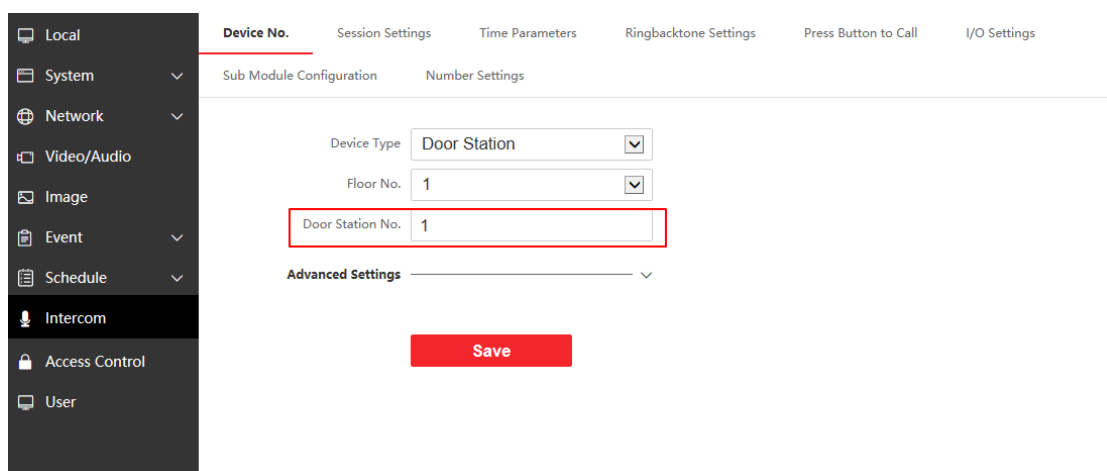 Local
System
Network
Video/Audio
Image
Event
Schedule
Intercom
Access Control
User
Device No. Session Settings Time Parameters Ringbacktone Settings Press Button to Call I/O Settings
Sub Module Configuration Number Settings
Device Type Door Station
Floor No. 1
Door Station No. 1
Advanced Settings
Save